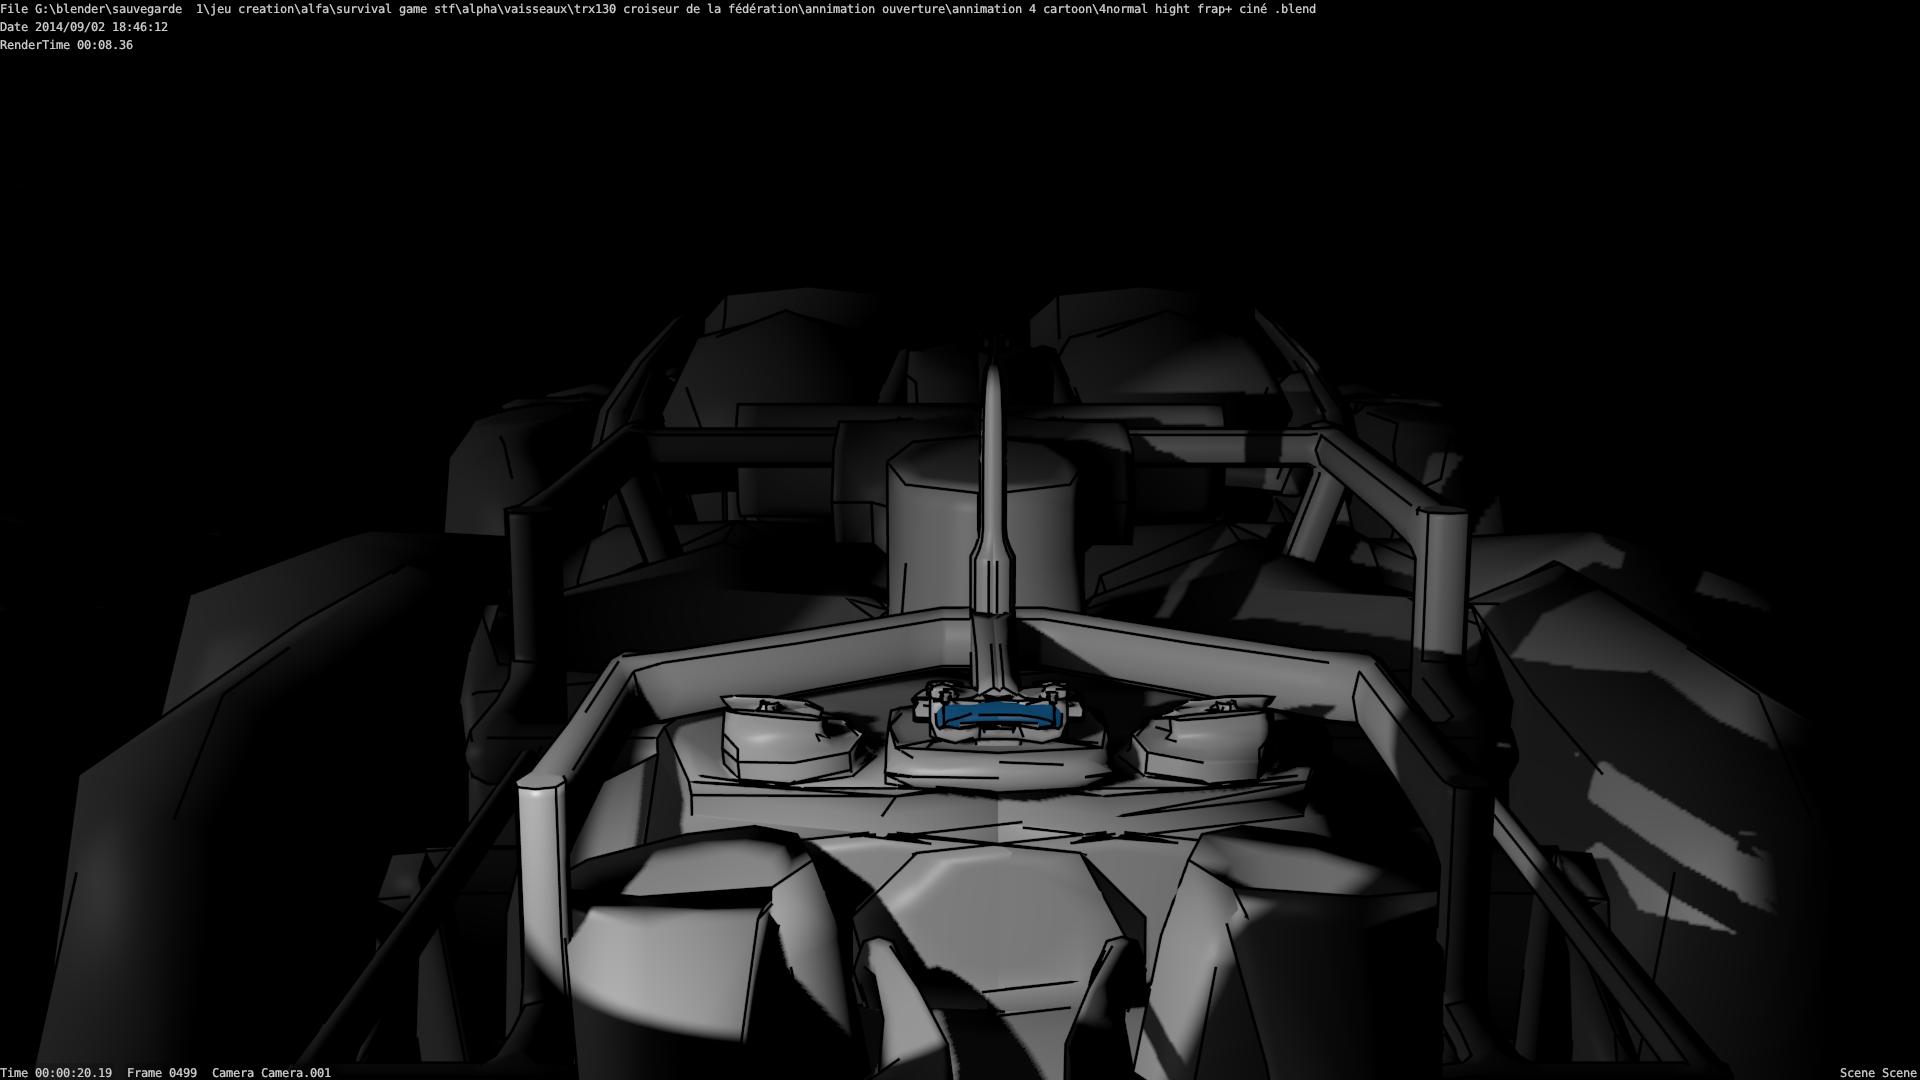 File G:\blender\sauvegarde  1\jeu creation\alfa\survival game stf\alpha\vaisseaux\trx130 croiseur de la fédération\annimation ouverture\annimation 4 cartoon\4normal hight frap+ ciné .blend
Date 2014/09/02 18:46:12
RenderTime 00:08.36
Time 00:00:20.19  Frame 0499  Camera Camera.001
Scene Scene